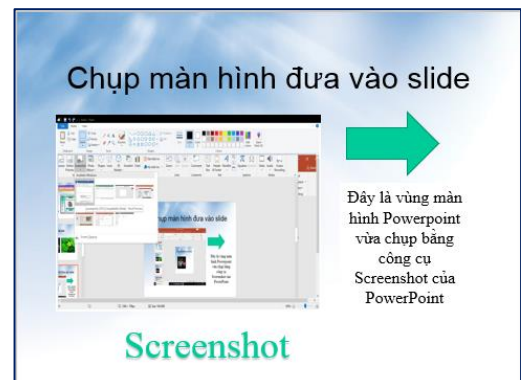 Chụp màn hình đưa vào slide
Đây là vùng màn
hình Powerpoint
vừa chụp bằng
công cụ
Screenshot của
PowerPoint
Screenshot